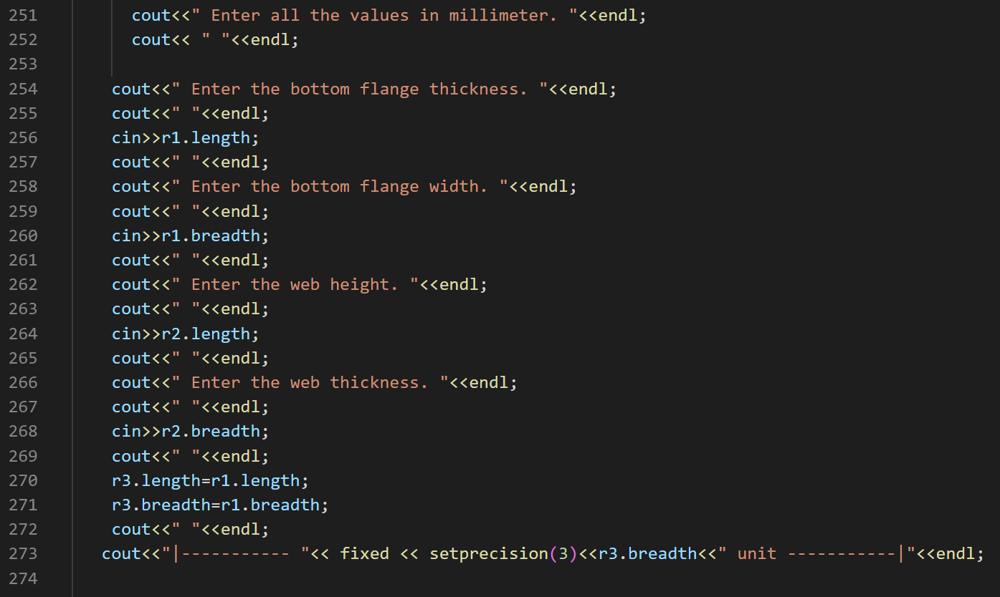 251 cout<<" Enter all the values in millimeter. "<<endl;
252 cout<< " "<<endl;
253
254 cout<<" Enter the bottom flange thickness. "<<endl;
255 cout<<" "<<endl;
256 cin>>r1.length;
257 cout<<" "<<endl;
258 cout<<" Enter the bottom flange width. "<<endl;
259 cout<<" "<<endl;
260 cin>>r1.breadth;
261 cout<<" "<<endl;
262 cout<<" Enter the web height. "<<endl;
263 cout<<" "<<endl;
264 cin>>r2.length;
265 cout<<" "<<endl;
266 cout<<" Enter the web thickness. "<<endl;
267 cout<<" "<<endl;
268 cin>>r2.breadth;
269 cout<<" "<<endl;
270 r3.length=r1.length;
271 r3.breadth=r1.breadth;
272 cout<<" "<<endl;
273 cout<<"|----------- "<< fixed << setprecision(3)<<r3.breadth<<" unit -----------|"<<endl;
274